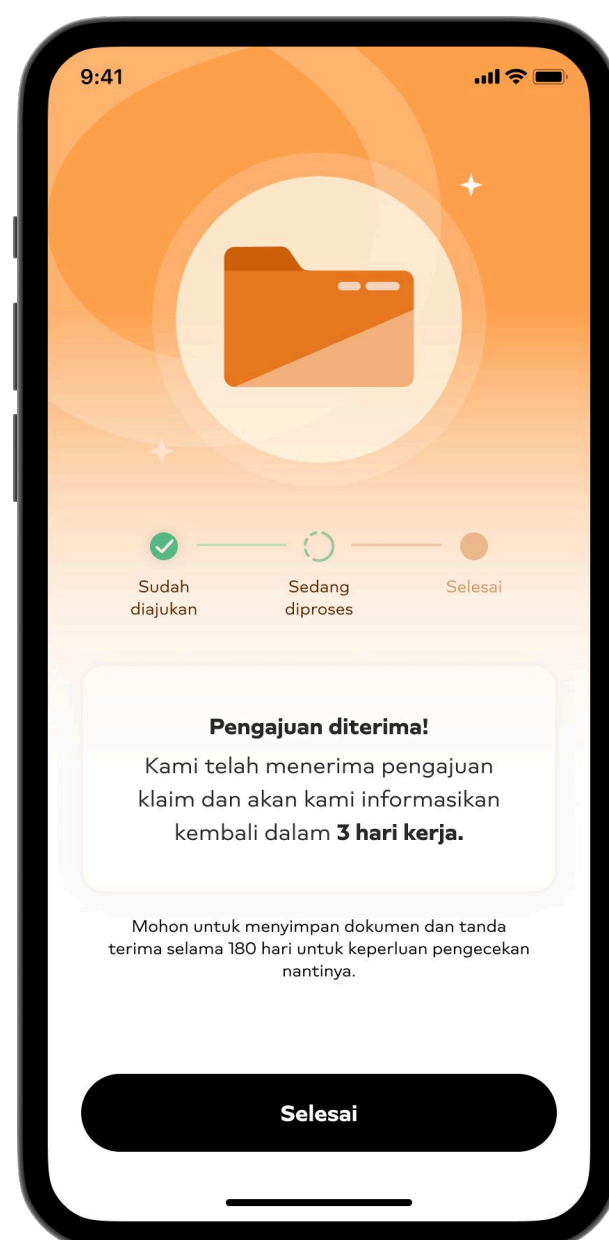 9:41
Sudah
diajukan
Sedang
diproses
Selesai
Pengajuan diterima!
Kami telah menerima pengajuan
klaim dan akan kami informasikan
kembali dalam 3 hari kerja.
Mohon untuk menyimpan dokumen dan tanda
terima selama 180 hari untuk keperluan pengecekan
nantinya.
Selesai